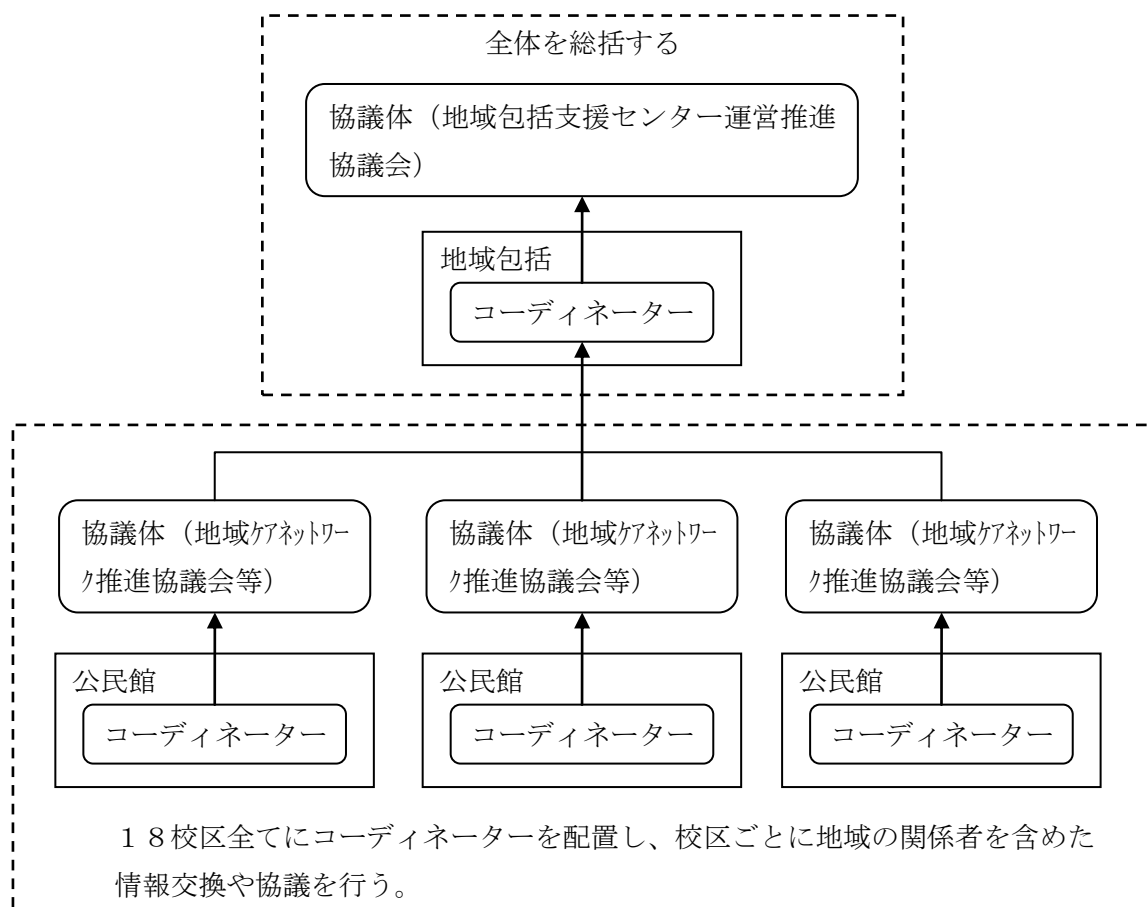 全体を総括する
協議体（地域包括支援センター運営推進
協議会）
地域包括
コーディネーター
協議体（地域ｹｱﾈｯﾄﾜｰ
ｸ推進協議会等）
協議体（地域ｹｱﾈｯﾄﾜｰ
ｸ推進協議会等）
協議体（地域ｹｱﾈｯﾄﾜｰ
ｸ推進協議会等）
公民館
コーディネーター
公民館
コーディネーター
公民館
コーディネーター
１８校区全てにコーディネーターを配置し、校区ごとに地域の関係者を含めた
情報交換や協議を行う。